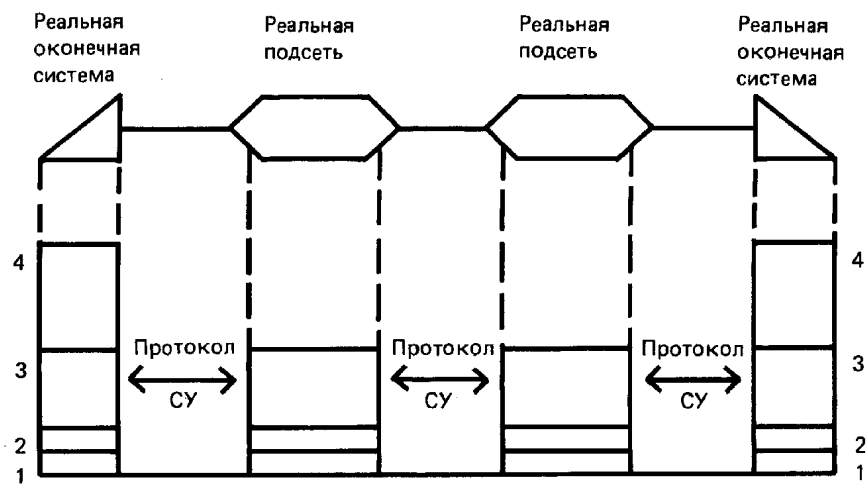 Реальная
оконечная
система
Реальная
подсеть
Реальная
подсеть
Реальная
оконечная
система
4
4
Протокол
СУ
Протокол
СУ
Протокол
СУ
3
3
2
2
1
1